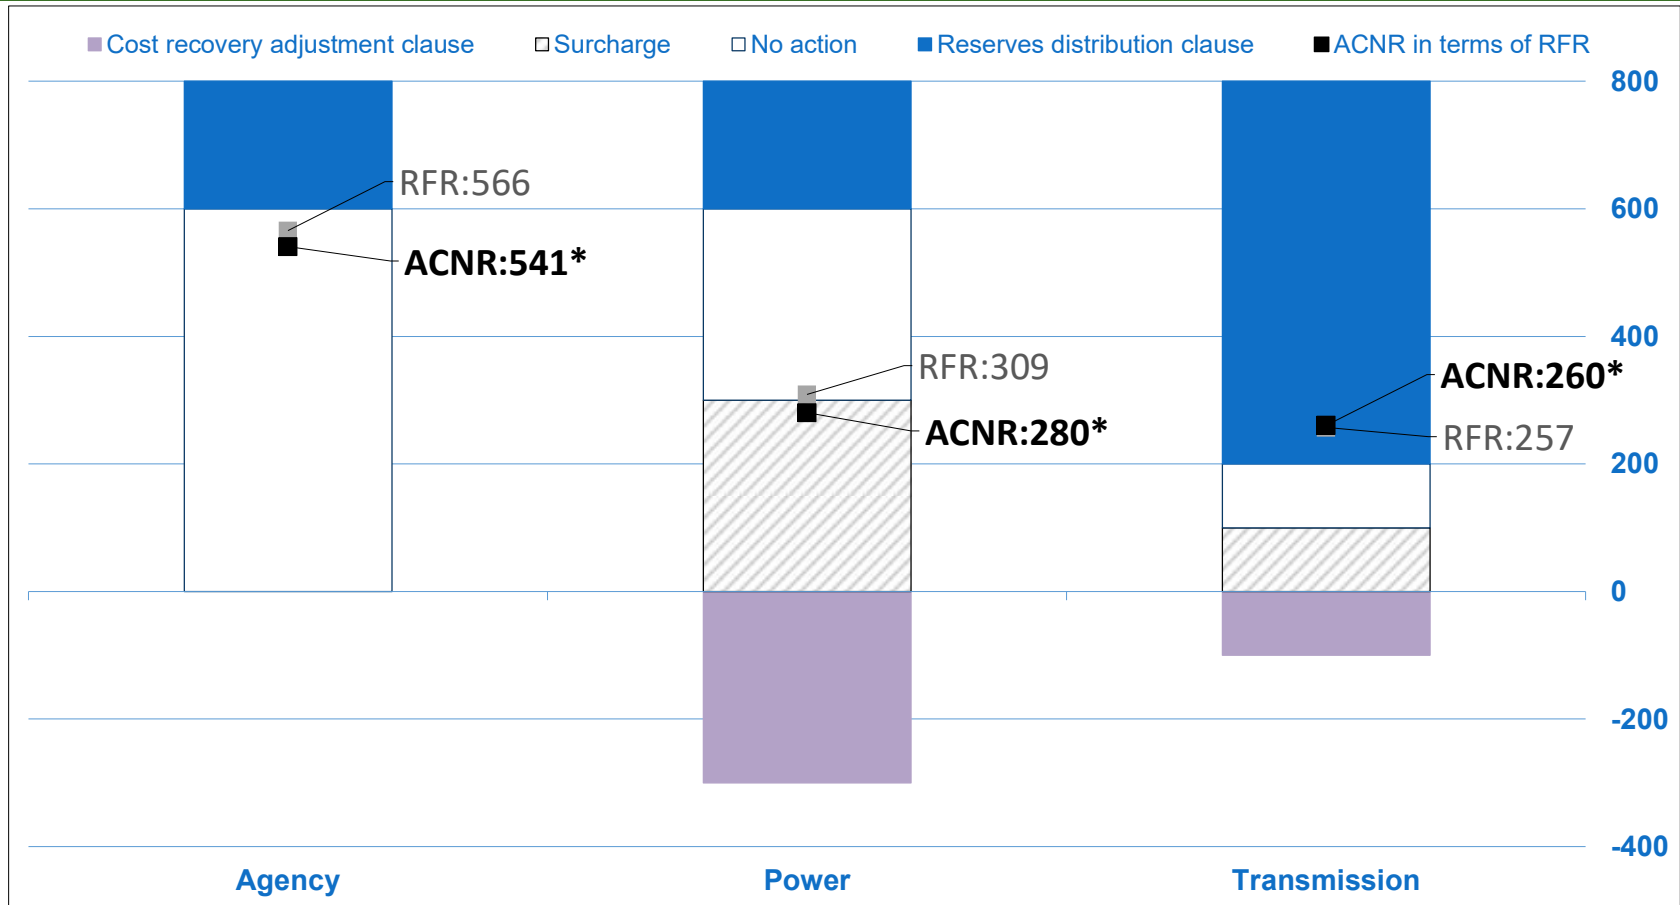 Cost recovery adjustment clause Surcharge No action Reserves distribution clause ACNR in terms of RFR
800
RFR:566
600
ACNR:541*
400
RFR:309
ACNR:260*
ACNR:280*
RFR:257
200
0
-200
-400
Agency Power Transmission